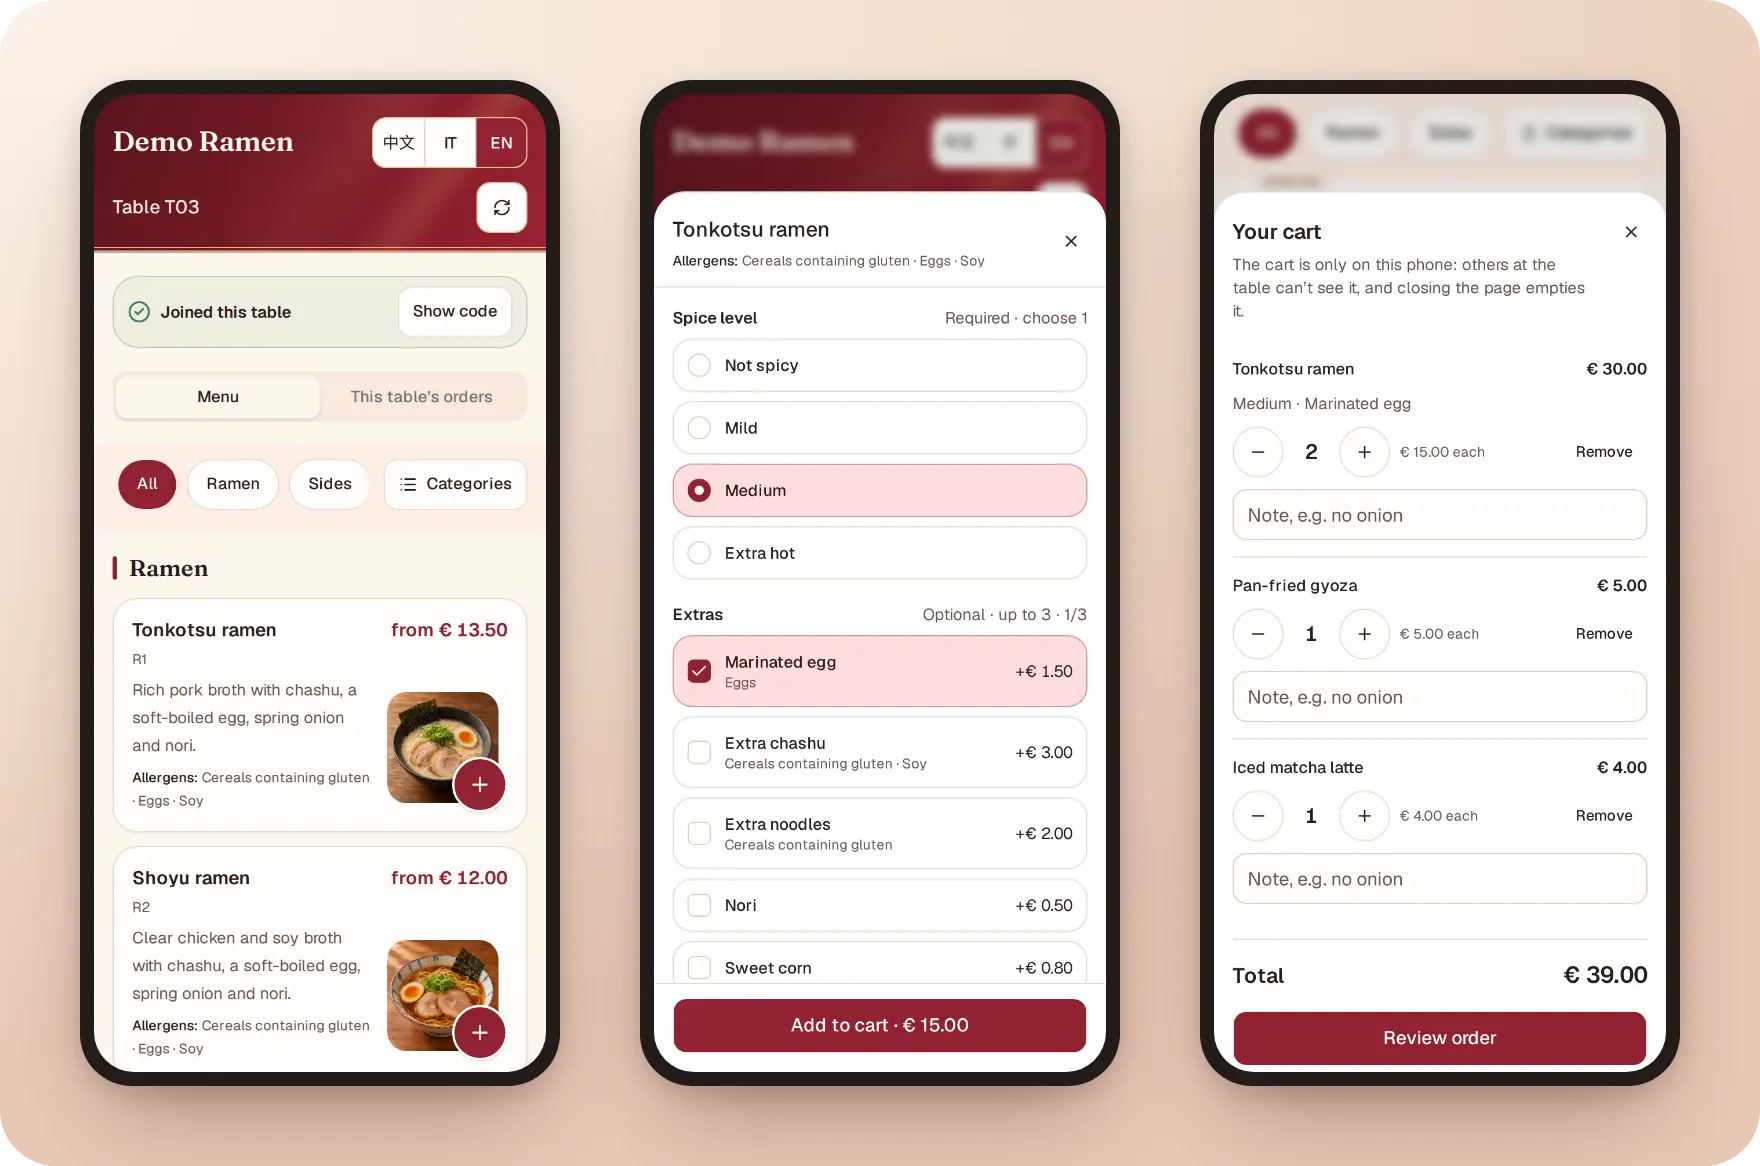 Demo Ramen
中文 IT EN
Table T03
Joined this table Show code
Menu This table's orders
All Ramen Sides Categories
Ramen
Tonkotsu ramen from € 13.50
R1
Rich pork broth with chashu, a
soft-boiled egg, spring onion
and nori.
Allergens: Cereals containing gluten
· Eggs · Soy
Shoyu ramen from € 12.00
R2
Clear chicken and soy broth
with chashu, a soft-boiled egg,
spring onion and nori.
Allergens: Cereals containing gluten
· Eggs · Soy
Demo Ramen
Tonkotsu ramen
Allergens: Cereals containing gluten · Eggs · Soy
Spice level Required · choose 1
Not spicy
Mild
Medium
Extra hot
Extras Optional · up to 3 · 1/3
Marinated egg +€ 1.50
Eggs
Extra chashu +€ 3.00
Cereals containing gluten · Soy
Extra noodles +€ 2.00
Cereals containing gluten
Nori +€ 0.50
Sweet corn +€ 0.80
Add to cart · € 15.00
Ramen Sides Categories
Your cart
The cart is only on this phone: others at the
table can't see it, and closing the page empties
it.
Tonkotsu ramen € 30.00
Medium · Marinated egg
2 € 15.00 each Remove
Note, e.g. no onion
Pan-fried gyoza € 5.00
1 € 5.00 each Remove
Note, e.g. no onion
Iced matcha latte € 4.00
1 € 4.00 each Remove
Note, e.g. no onion
Total € 39.00
Review order